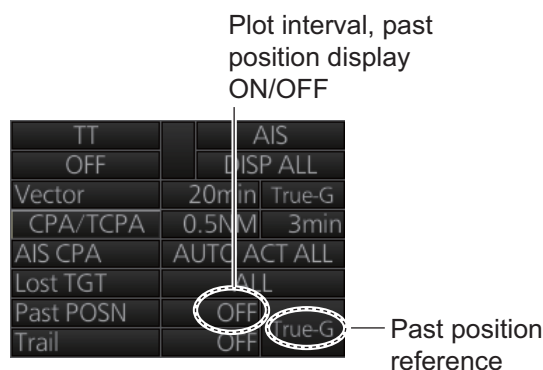 Plot interval, past
position display
ON/OFF
TT AIS
OFF DISP ALL
Vector 20min True-G
CPA/TCPA 0.5NM 3min
AIS CPA AUTO ACT ALL
Lost TGT ALL
Past POSN OFF
True-G
Trail OFF
Past position
reference